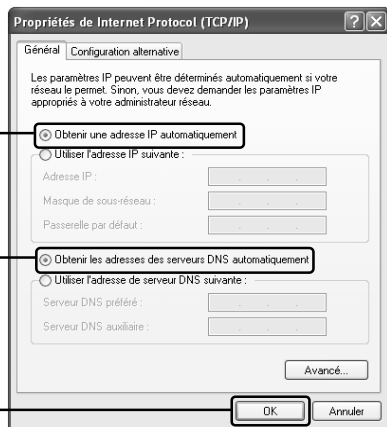 Propriétés de Internet Protocol (TCP/IP)
Général
Configuration alternative
Les paramètres IP peuvent être déterminés automatiquement si votre
réseau le permet. Sinon, vous devez demander les paramètres IP
appropriés à votre administrateur réseau.
Obtenir une adresse IP automatiquement
Utiliser l'adresse IP suivante :
Adresse IP :
Masque de sous-réseau :
Passerelle par défaut :
Obtenir les adresses des serveurs DNS automatiquement
Utiliser l'adresse de serveur DNS suivante :
Serveur DNS préféré :
Serveur DNS auxiliaire :
Avancé...
OK
Annuler